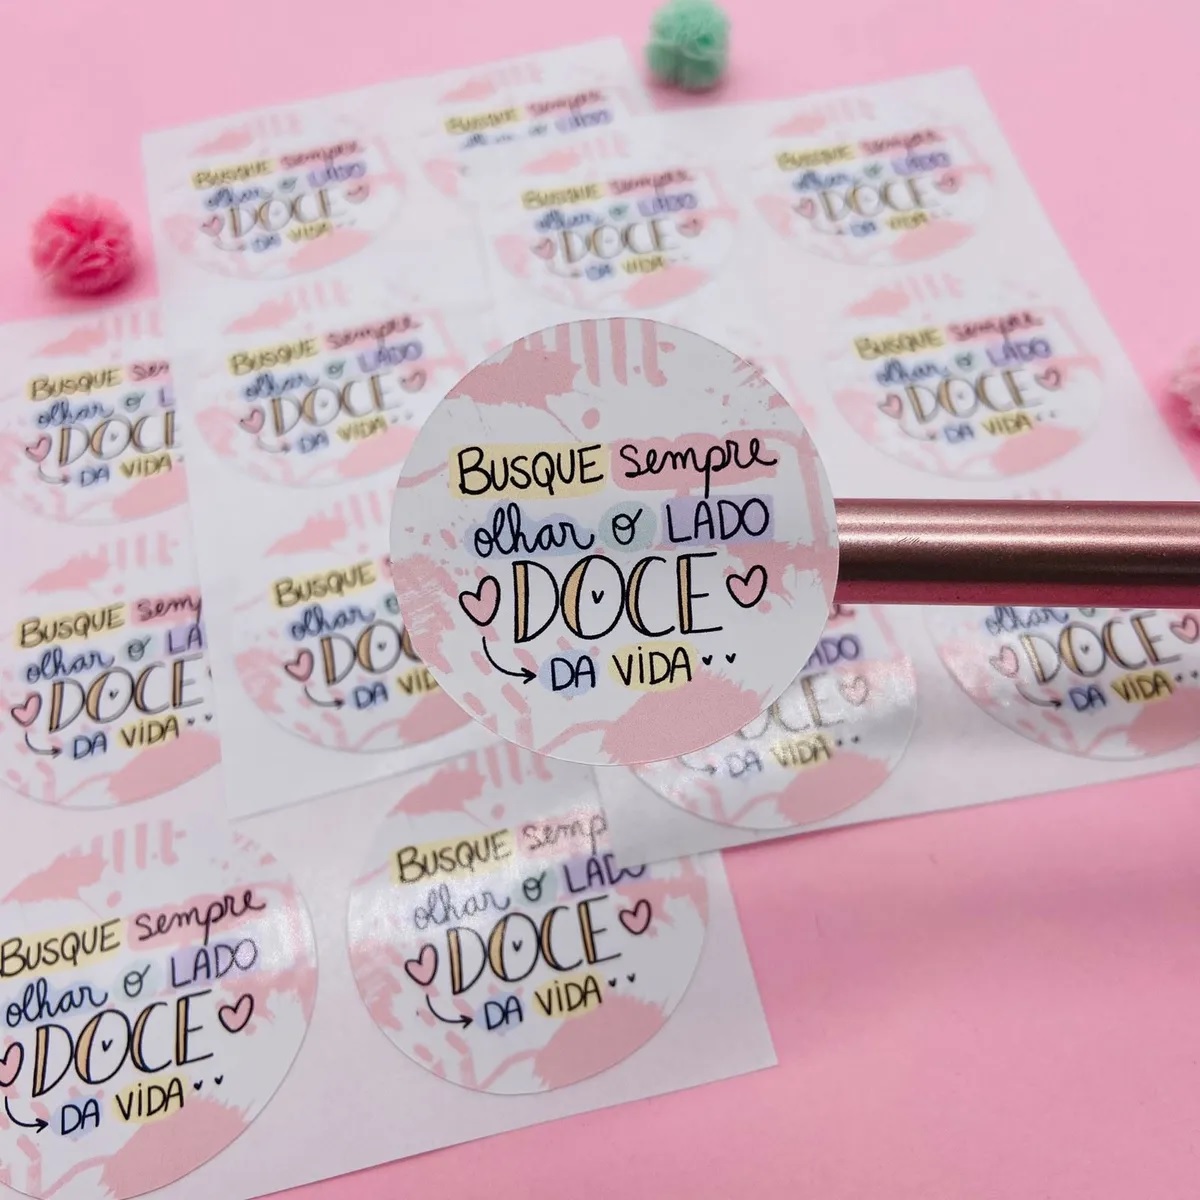 BUSQUE sempre
olhar o LADO
DOCE
DA VIDA